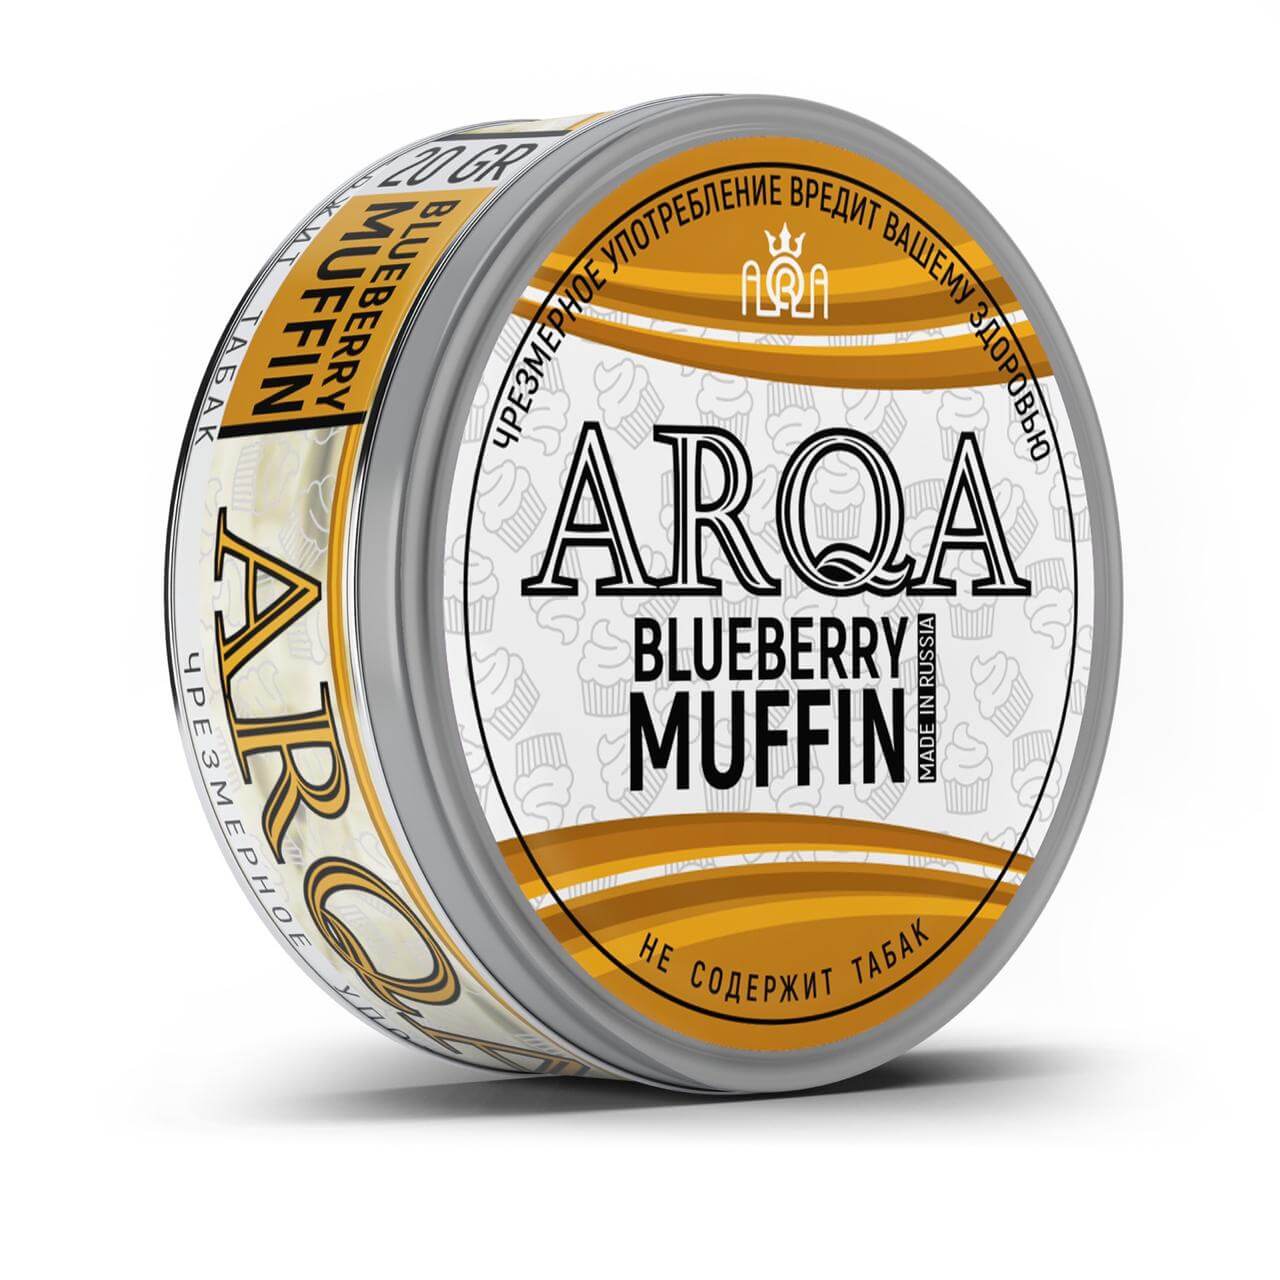 ЧРЕЗМЕРНОЕ УПОТРЕБЛЕНИЕ ВРЕДИТ ВАШЕМУ ЗДОРОВЬЮ
ARQA
ARQA
BLUEBERRY
MUFFIN
MADE IN RUSSIA
НЕ СОДЕРЖИТ ТАБАК
20 GR
BLUEBERRY
MUFFIN
ТАБАК
ARQA
ЧРЕЗМЕРНОЕ